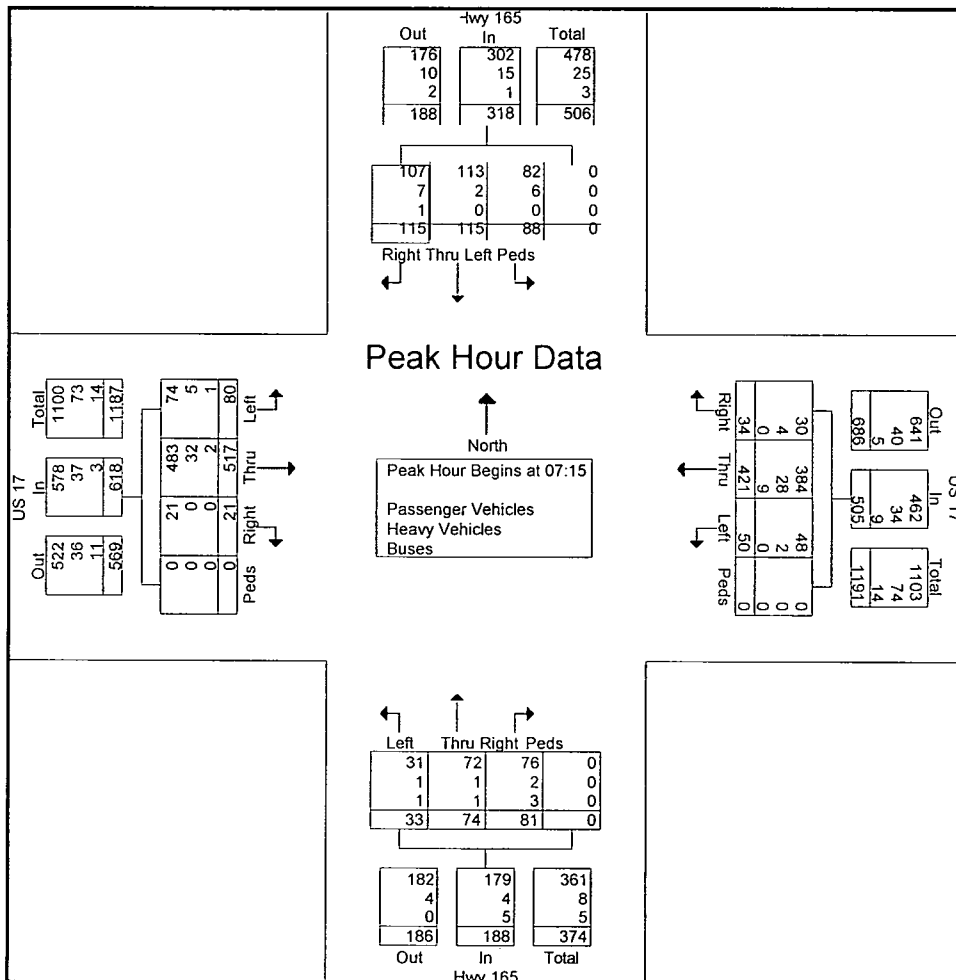 Hwy 165
Out In Total
176 302 478
10 15 25
2 1 3
188 318 506
107 113 82 0
7 2 6 0
1 0 0 0
115 115 88 0
Right Thru Left Peds
Peak Hour Data
North
Peak Hour Begins at 07:15
Passenger Vehicles
Heavy Vehicles
Buses
US 17
Total
1100
73
14
1187
In
578
37
3
618
Out
522
36
11
569
74
5
1
80
Left
483
32
2
517
Thru
21
0
0
21
Right
0
0
0
0
Peds
Right
30
4
0
34
Thru
384
28
9
421
Left
48
2
0
50
Peds
0
0
0
0
US 17
Out
641
40
5
686
In
462
34
9
505
Total
1103
74
14
1191
Left Thru Right Peds
31 72 76 0
1 1 2 0
1 1 3 0
33 74 81 0
182 179 361
4 4 8
0 5 5
186 188 374
Out In Total
Hwy 165